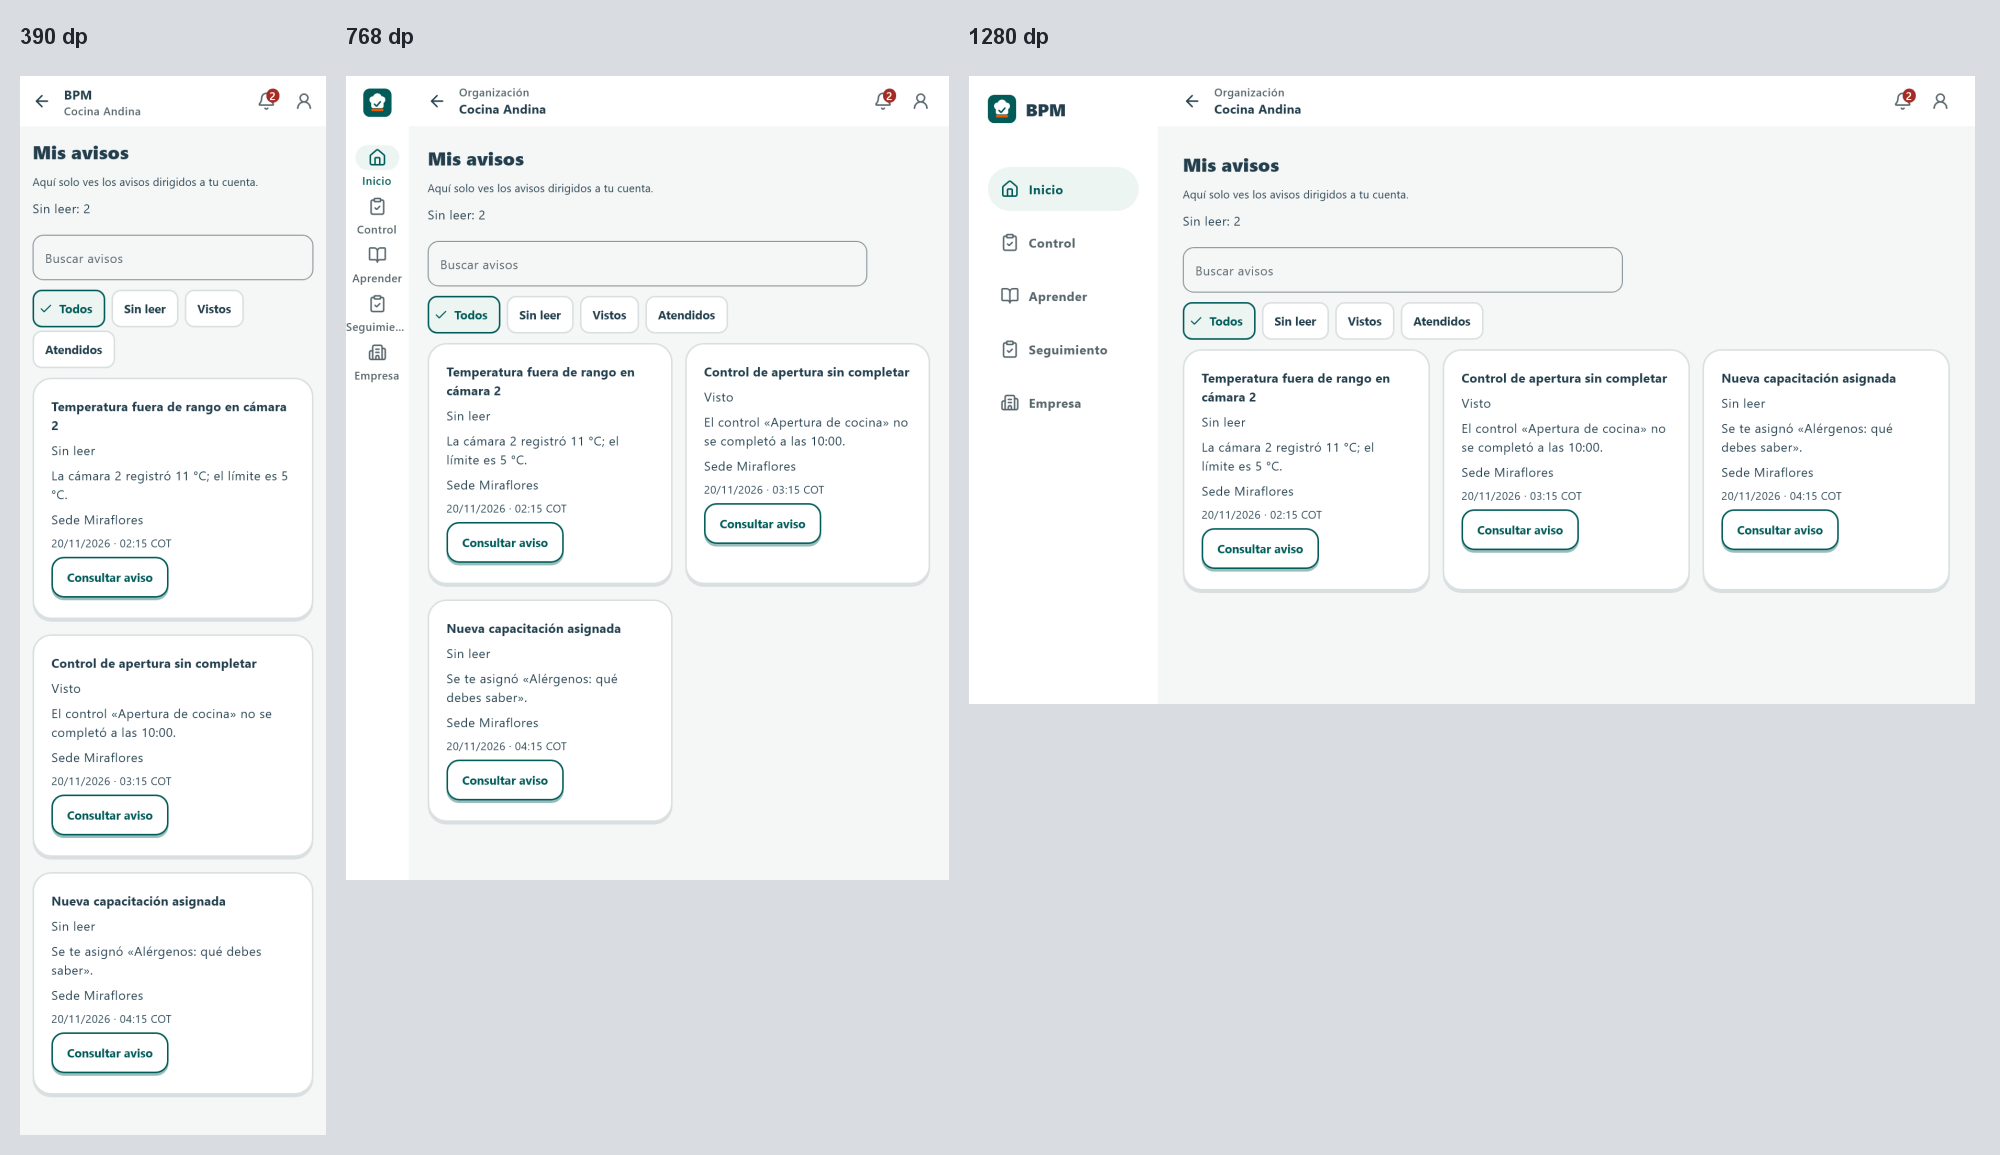 390 dp
BPM
Cocina Andina
2
Mis avisos
Aquí solo ves los avisos dirigidos a tu cuenta.
Sin leer: 2
Buscar avisos
Todos
Sin leer
Vistos
Atendidos
Temperatura fuera de rango en cámara
2
Sin leer
La cámara 2 registró 11 °C; el límite es 5
°C.
Sede Miraflores
20/11/2026 · 02:15 COT
Consultar aviso
Control de apertura sin completar
Visto
El control «Apertura de cocina» no se
completó a las 10:00.
Sede Miraflores
20/11/2026 · 03:15 COT
Consultar aviso
Nueva capacitación asignada
Sin leer
Se te asignó «Alérgenos: qué debes
saber».
Sede Miraflores
20/11/2026 · 04:15 COT
Consultar aviso
768 dp
Inicio
Control
Aprender
Seguimie...
Empresa
Organización
Cocina Andina
2
Mis avisos
Aquí solo ves los avisos dirigidos a tu cuenta.
Sin leer: 2
Buscar avisos
Todos
Sin leer
Vistos
Atendidos
Temperatura fuera de rango en
cámara 2
Sin leer
La cámara 2 registró 11 °C; el
límite es 5 °C.
Sede Miraflores
20/11/2026 · 02:15 COT
Consultar aviso
Control de apertura sin completar
Visto
El control «Apertura de cocina» no
se completó a las 10:00.
Sede Miraflores
20/11/2026 · 03:15 COT
Consultar aviso
Nueva capacitación asignada
Sin leer
Se te asignó «Alérgenos: qué
debes saber».
Sede Miraflores
20/11/2026 · 04:15 COT
Consultar aviso
1280 dp
BPM
Inicio
Control
Aprender
Seguimiento
Empresa
Organización
Cocina Andina
2
Mis avisos
Aquí solo ves los avisos dirigidos a tu cuenta.
Sin leer: 2
Buscar avisos
Todos
Sin leer
Vistos
Atendidos
Temperatura fuera de rango en
cámara 2
Sin leer
La cámara 2 registró 11 °C; el
límite es 5 °C.
Sede Miraflores
20/11/2026 · 02:15 COT
Consultar aviso
Control de apertura sin completar
Visto
El control «Apertura de cocina» no
se completó a las 10:00.
Sede Miraflores
20/11/2026 · 03:15 COT
Consultar aviso
Nueva capacitación asignada
Sin leer
Se te asignó «Alérgenos: qué
debes saber».
Sede Miraflores
20/11/2026 · 04:15 COT
Consultar aviso